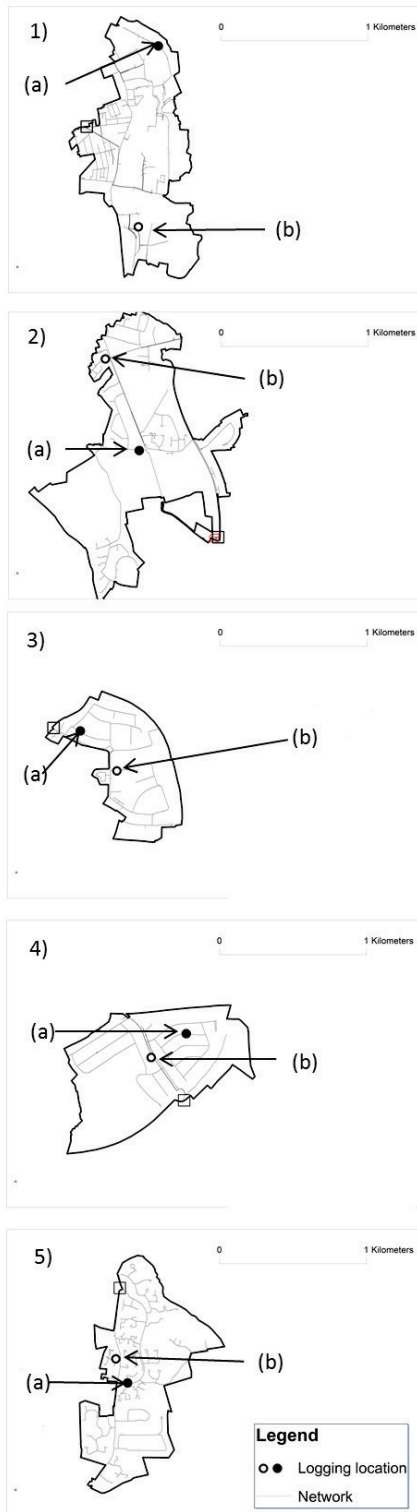 1)
0 1 Kilometers
(a)
(b)
2)
0 1 Kilometers
(b)
(a)
3)
0 1 Kilometers
(b)
(a)
4)
0 1 Kilometers
(a)
(b)
5)
0 1 Kilometers
(b)
(a)
Legend
Logging location
Network